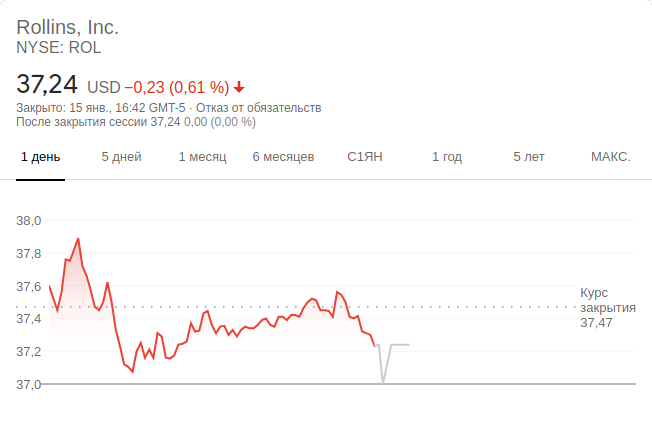 Rollins, Inc.
NYSE: ROL
37,24 USD −0,23 (0,61 %)
Закрыто: 15 янв., 16:42 GMT-5 · Отказ от обязательств
После закрытия сессии 37,24 0,00 (0,00 %)
1 день 5 дней 1 месяц 6 месяцев С1ЯН 1 год 5 лет МАКС.
38,0
37,8
37,6
37,4
37,2
37,0
Курс
закрытия
37,47